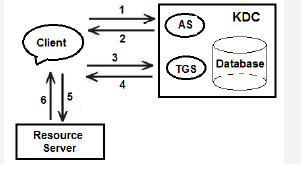 1
KDC
AS
2
Client
3
Database
TGS
4
6
5
Resource
Server